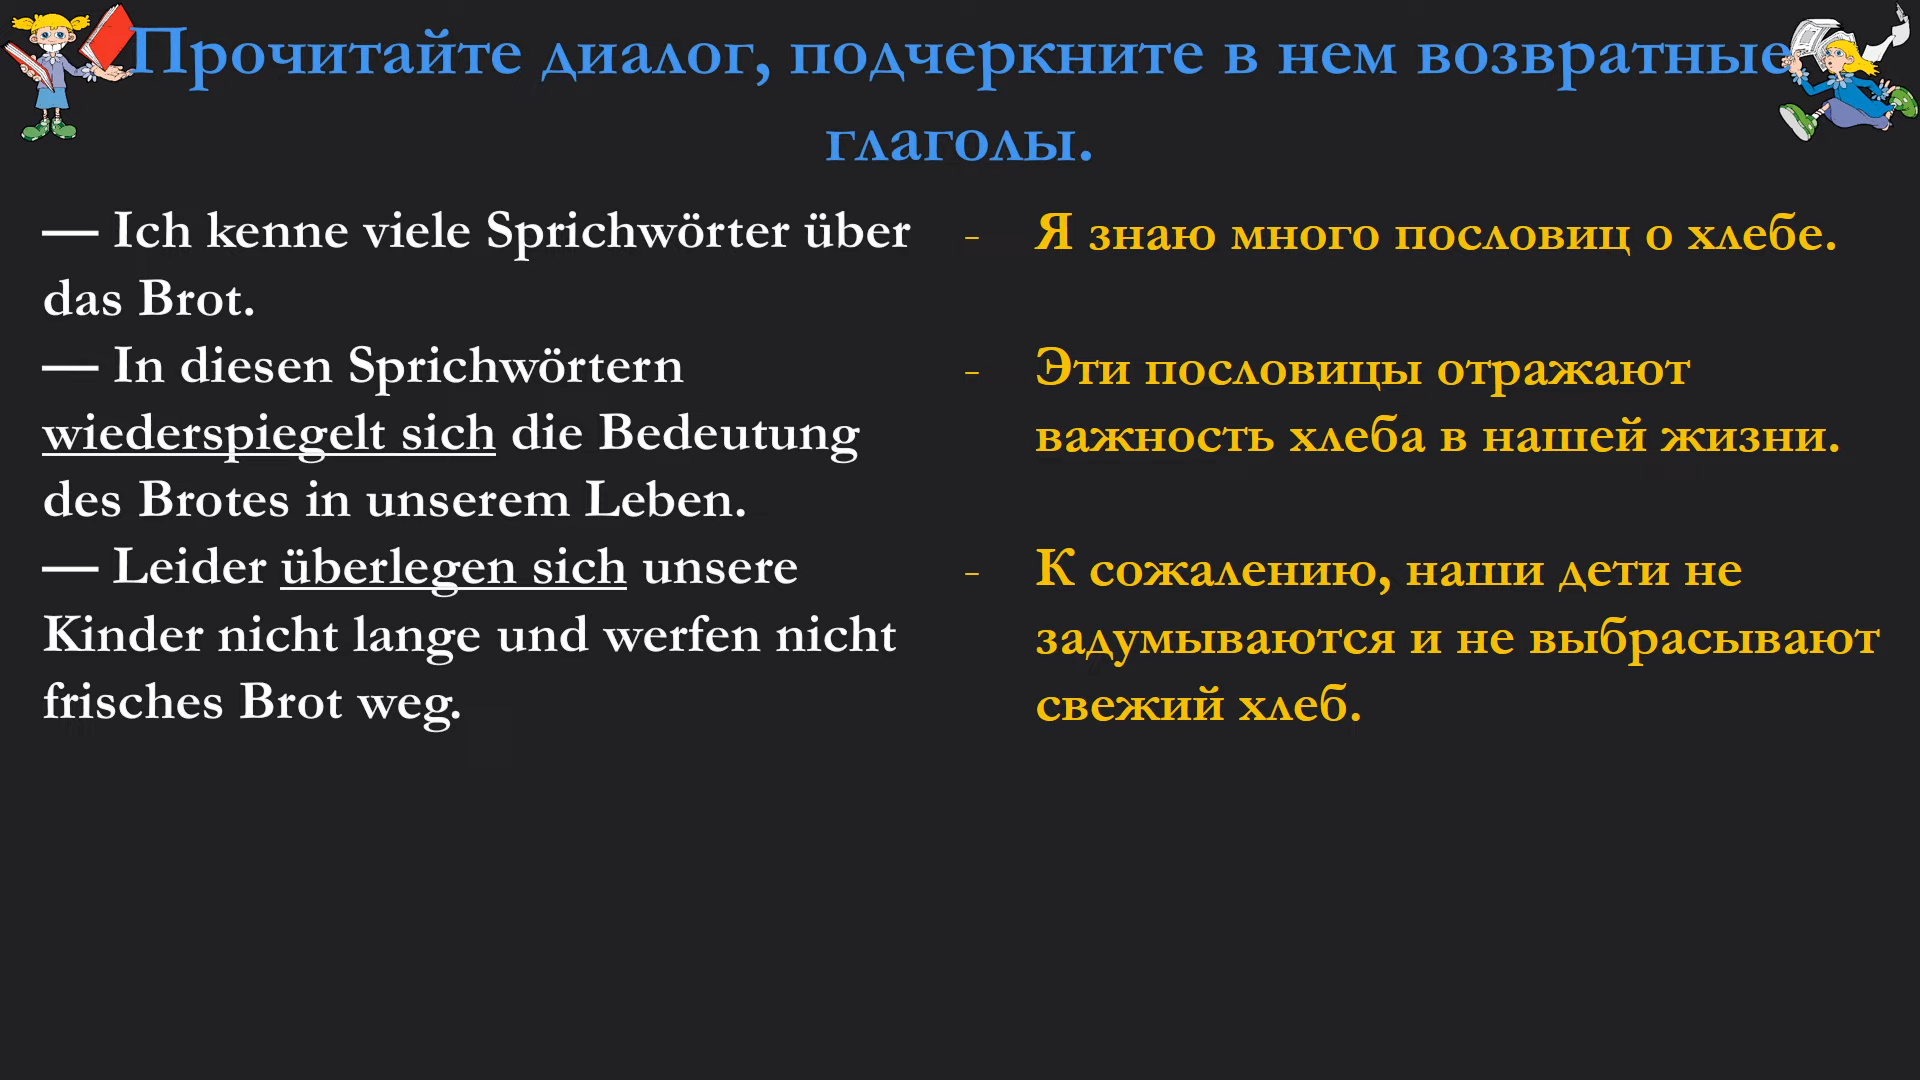 Прочитайте диалог, подчеркните в нем возвратные
глаголы.
— Ich kenne viele Sprichwörter über
das Brot.
— In diesen Sprichwörtern
wiederspiegelt sich die Bedeutung
des Brotes in unserem Leben.
— Leider überlegen sich unsere
Kinder nicht lange und werfen nicht
frisches Brot weg.
- Я знаю много пословиц о хлебе.
- Эти пословицы отражают
важность хлеба в нашей жизни.
- К сожалению, наши дети не
задумываются и не выбрасывают
свежий хлеб.